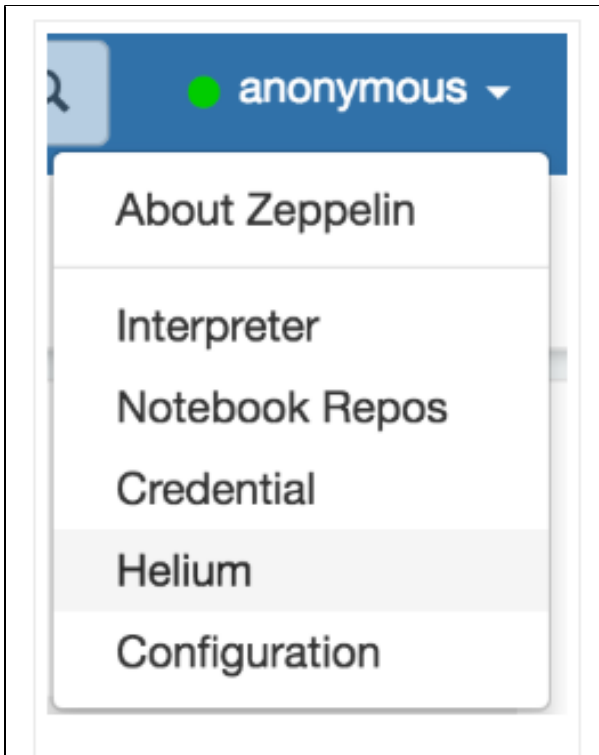 anonymous
About Zeppelin
Interpreter
Notebook Repos
Credential
Helium
Configuration